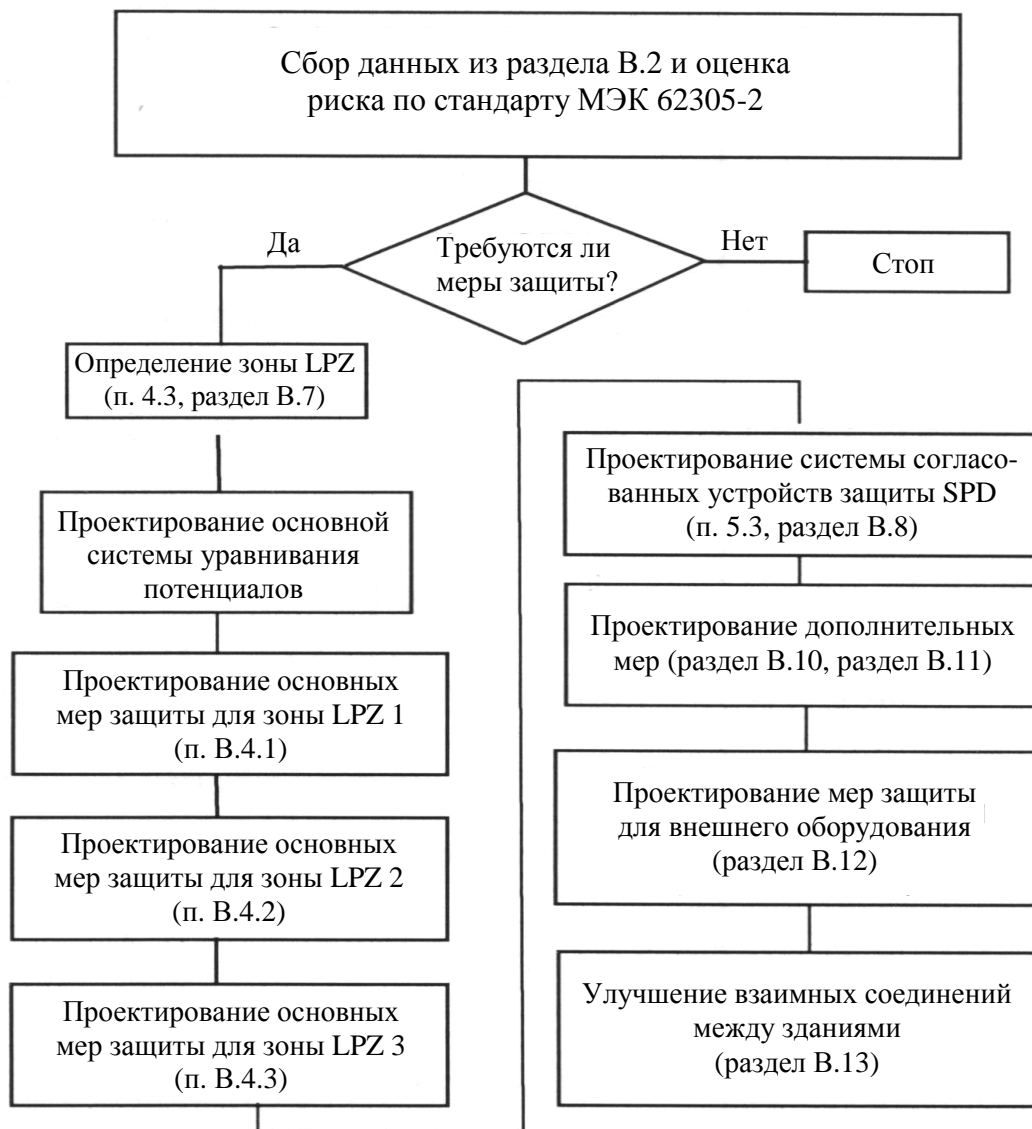 Сбор данных из раздела В.2 и оценка
риска по стандарту МЭК 62305-2
Да
Требуются ли
меры защиты?
Нет
Стоп
Определение зоны LPZ
(п. 4.3, раздел В.7)
Проектирование основной
системы уравнивания
потенциалов
Проектирование основных
мер защиты для зоны LPZ 1
(п. В.4.1)
Проектирование основных
мер защиты для зоны LPZ 2
(п. В.4.2)
Проектирование основных
мер защиты для зоны LPZ 3
(п. В.4.3)
Проектирование системы согласо-
ванных устройств защиты SPD
(п. 5.3, раздел В.8)
Проектирование дополнительных
мер (раздел В.10, раздел В.11)
Проектирование мер защиты
для внешнего оборудования
(раздел В.12)
Улучшение взаимных соединений
между зданиями
(раздел В.13)